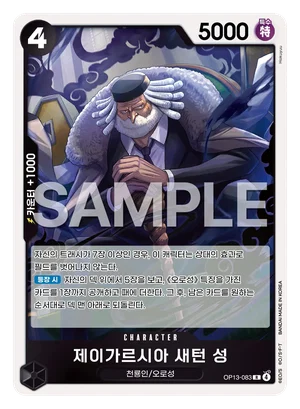 4
5000
특수
特
카운터 +1000
SAMPLE
자신의 트래시가 7장 이상인 경우, 이 캐릭터는 상대의 효과로
필드를 벗어나지 않는다.
등장 시 자신의 덱 위에서 5장을 보고, 《오로성》 특징을 가진
카드를 1장까지 공개하고 패에 더한다. 그 후, 남은 카드를 원하는
순서대로 덱 맨 아래로 되돌린다.
CHARACTER
제이가르시아 새턴 성
천룡인/오로성
OP13-083 R
BANDAI MADE IN KOREA